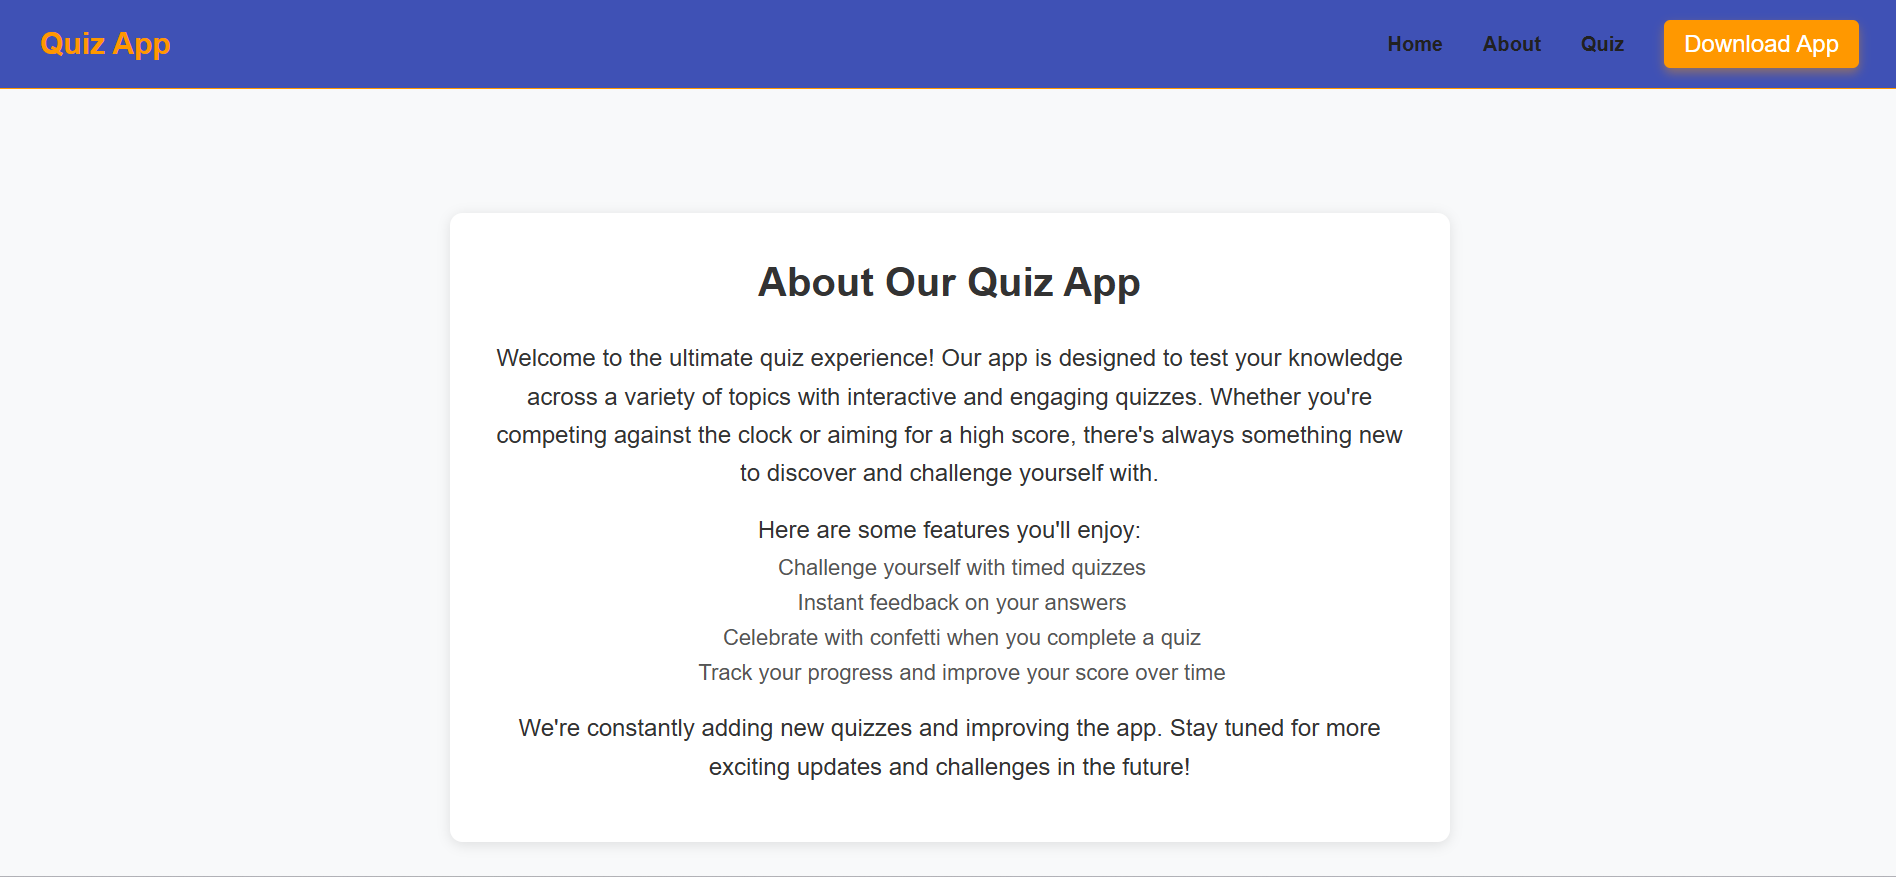 Quiz App
Home
About
Quiz
Download App
About Our Quiz App
Welcome to the ultimate quiz experience! Our app is designed to test your knowledge
across a variety of topics with interactive and engaging quizzes. Whether you're
competing against the clock or aiming for a high score, there's always something new
to discover and challenge yourself with.
Here are some features you'll enjoy:
Challenge yourself with timed quizzes
Instant feedback on your answers
Celebrate with confetti when you complete a quiz
Track your progress and improve your score over time
We're constantly adding new quizzes and improving the app. Stay tuned for more
exciting updates and challenges in the future!